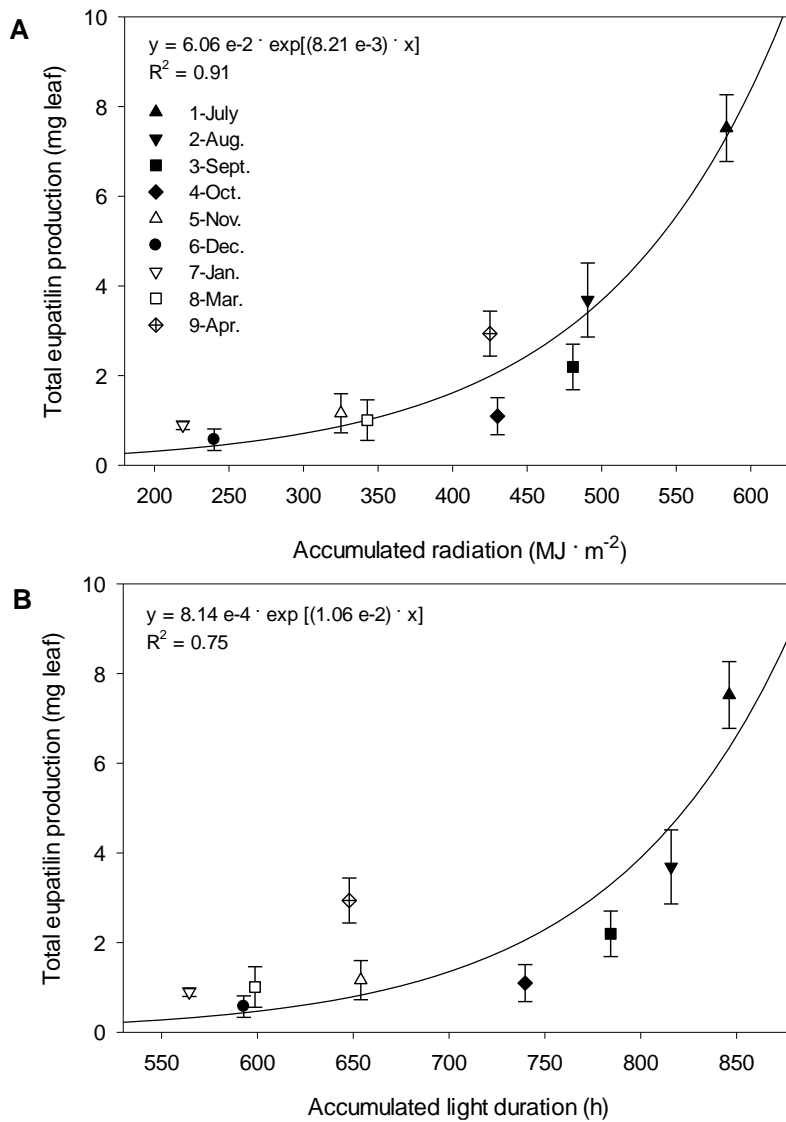 A
y = 6.06 e-2 · exp[(8.21 e-3) · x]
R² = 0.91
1-July
2-Aug.
3-Sept.
4-Oct.
5-Nov.
6-Dec.
7-Jan.
8-Mar.
9-Apr.
Total eupatilin production (mg leaf)
10
8
6
4
2
0
200 250 300 350 400 450 500 550 600
Accumulated radiation (MJ · m⁻²)
B
y = 8.14 e-4 · exp [(1.06 e-2) · x]
R² = 0.75
Total eupatilin production (mg leaf)
10
8
6
4
2
0
550 600 650 700 750 800 850
Accumulated light duration (h)